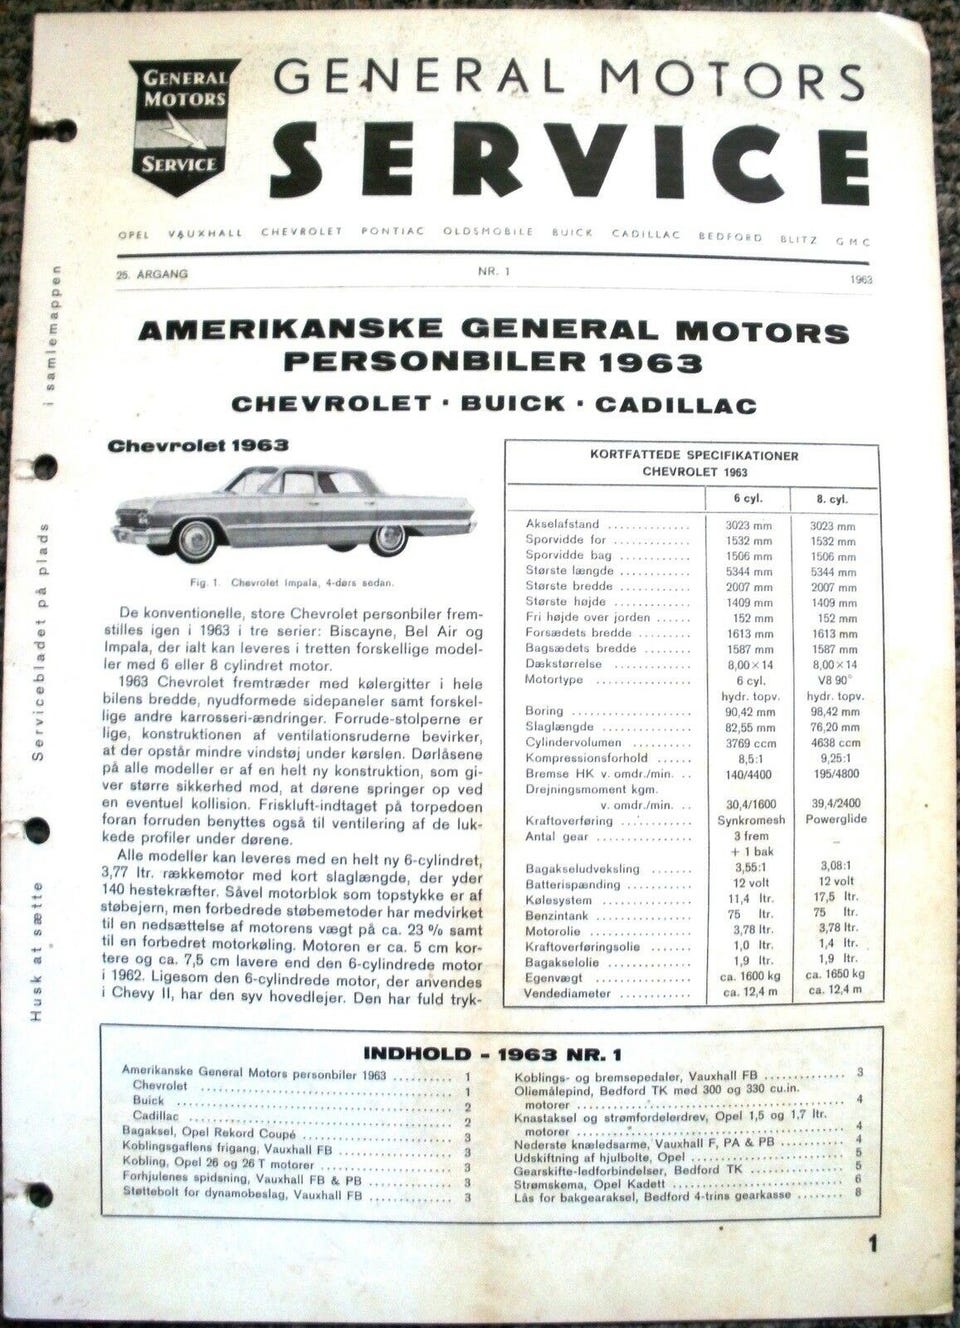 GENERAL
MOTORS
SERVICE
GENERAL MOTORS
SERVICE
OPEL VAUXHALL CHEVROLET PONTIAC OLDSMOBILE BUICK CADILLAC BEDFORD BLITZ GMC
25. ÅRGANG NR. 1 1963
Husk at sætte Servicebladet på plads i samlemappen
AMERIKANSKE GENERAL MOTORS
PERSONBILER 1963
CHEVROLET · BUICK · CADILLAC
Chevrolet 1963
Fig. 1. Chevrolet Impala, 4-dørs sedan.
De konventionelle, store Chevrolet personbiler frem-
stilles igen i 1963 i tre serier: Biscayne, Bel Air og
Impala, der ialt kan leveres i tretten forskellige model-
ler med 6 eller 8 cylindret motor.
1963 Chevrolet fremtræder med kølergitter i hele
bilens bredde, nyudformede sidepaneler samt forskel-
lige andre karrosseri-ændringer. Forrude-stolperne er
lige, konstruktionen af ventilationsruderne bevirker,
at der opstår mindre vindstøj under kørslen. Dørlåsene
på alle modeller er af en helt ny konstruktion, som gi-
ver større sikkerhed mod, at dørene springer op ved
en eventuel kollision. Friskluft-indtaget på torpedoen
foran forruden benyttes også til ventilering af de luk-
kede profiler under dørene.
Alle modeller kan leveres med en helt ny 6-cylindret,
3,77 ltr. rækkemotor med kort slaglængde, der yder
140 hestekræfter. Såvel motorblok som topstykke er af
støbejern, men forbedrede støbemetoder har medvirket
til en nedsættelse af motorens vægt på ca. 23 % samt
til en forbedret motorkøling. Motoren er ca. 5 cm kor-
tere og ca. 7,5 cm lavere end den 6-cylindrede motor
i 1962. Ligesom den 6-cylindrede motor, der anvendes
i Chevy II, har den syv hovedlejer. Den har fuld tryk-
KORTFATTEDE SPECIFIKATIONER
CHEVROLET 1963
6 cyl. 8. cyl.
Akselafstand ............. 3023 mm 3023 mm
Sporvidde for ............ 1532 mm 1532 mm
Sporvidde bag ........... 1506 mm 1506 mm
Største længde ........... 5344 mm 5344 mm
Største bredde ........... 2007 mm 2007 mm
Største højde ............ 1409 mm 1409 mm
Fri højde over jorden ...... 152 mm 152 mm
Forsædets bredde ......... 1613 mm 1613 mm
Bagsædets bredde ........ 1587 mm 1587 mm
Dækstørrelse ............. 8,00×14 8,00×14
Motortype ................ 6 cyl. V8 90°
hydr. topv. hydr. topv.
Boring .................... 90,42 mm 98,42 mm
Slaglængde ............... 82,55 mm 76,20 mm
Cylindervolumen .......... 3769 ccm 4638 ccm
Kompressionsforhold ...... 8,5:1 9,25:1
Bremse HK v. omdr./min. .. 140/4400 195/4800
Drejningsmoment kgm.
v. omdr./min. .. 30,4/1600 39,4/2400
Kraftoverføring ........... Synkromesh Powerglide
Antal gear ................ 3 frem –
+ 1 bak
Bagakseludveksling ....... 3,55:1 3,08:1
Batterispænding ........... 12 volt 12 volt
Kølesystem ............... 11,4 ltr. 17,5 ltr.
Benzintank ............... 75 ltr. 75 ltr.
Motorolie ................. 3,78 ltr. 3,78 ltr.
Kraftoverføringsolie ....... 1,0 ltr. 1,4 ltr.
Bagakselolie .............. 1,9 ltr. 1,9 ltr.
Egenvægt ................. ca. 1600 kg ca. 1650 kg
Vendediameter ............ ca. 12,4 m ca. 12,4 m
INDHOLD - 1963 NR. 1
Amerikanske General Motors personbiler 1963 .......... 1
Chevrolet .................................. 1
Buick ...................................... 2
Cadillac .................................... 2
Bagaksel, Opel Rekord Coupé ........................ 3
Koblingsgaflens frigang, Vauxhall FB .................. 3
Kobling, Opel 26 og 26 T motorer ..................... 3
Forhjulenes spidsning, Vauxhall FB & PB .............. 3
Støttebolt for dynamobeslag, Vauxhall FB .............. 3
Koblings- og bremsepedaler, Vauxhall FB .............. 3
Oliemålepind, Bedford TK med 300 og 330 cu.in.
motorer ...................................... 4
Knastaksel og strømfordelerdrev, Opel 1,5 og 1,7 ltr.
motorer ...................................... 4
Nederste knæledsarme, Vauxhall F, PA & PB ........... 4
Udskiftning af hjulbolte, Opel ........................ 5
Gearskifte-ledforbindelser, Bedford TK ................ 5
Strømskema, Opel Kadett ............................ 6
Lås for bakgearaksel, Bedford 4-trins gearkasse ........ 8
1